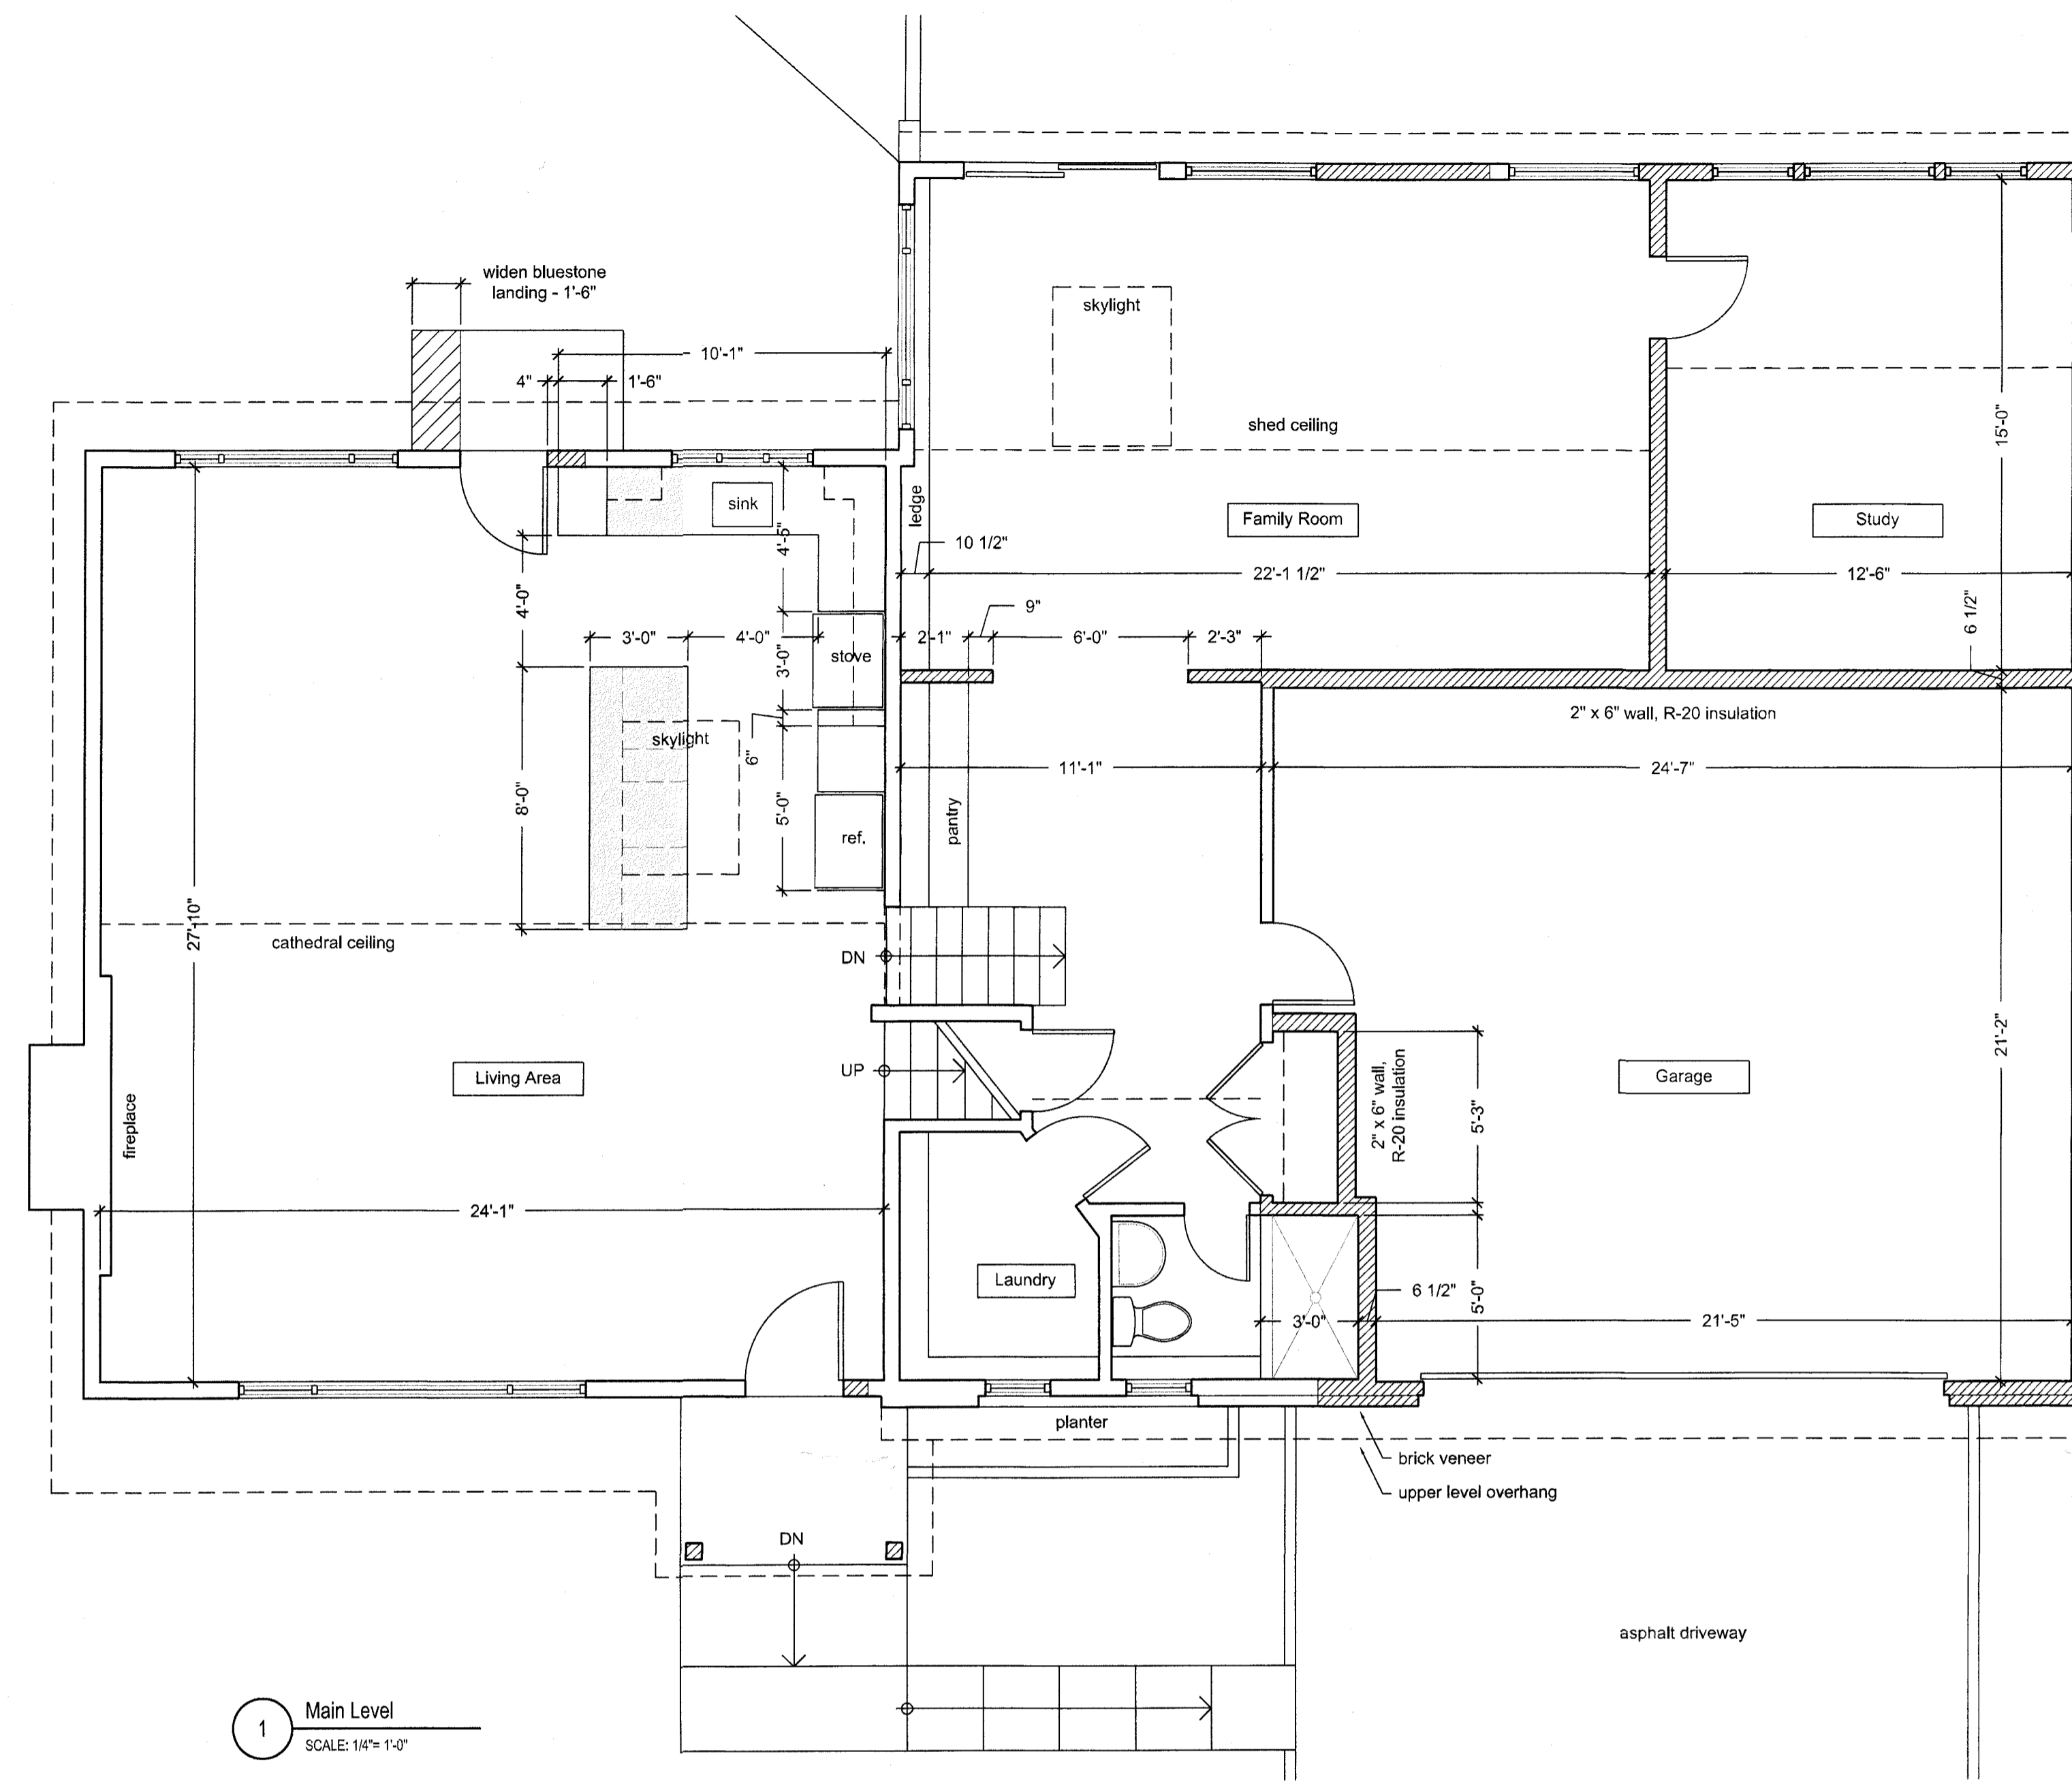 widen bluestone
landing - 1'-6"
10'-1"
4"
1'-6"
skylight
shed ceiling
15'-0"
sink
4'-5"
ledge
Family Room
Study
10 1/2"
22'-1 1/2"
12'-6"
4'-0"
9"
6 1/2"
3'-0"
4'-0"
2'-1"
6'-0"
2'-3"
3'-0"
stove
2" x 6" wall, R-20 insulation
skylight
6"
11'-1"
24'-7"
8'-0"
5'-0"
ref.
pantry
27'-10"
cathedral ceiling
DN
21'-2"
UP
Living Area
Garage
fireplace
2" x 6" wall,
R-20 insulation
5'-3"
24'-1"
Laundry
6 1/2"
5'-0"
3'-0"
21'-5"
planter
brick veneer
upper level overhang
DN
asphalt driveway
1
Main Level
SCALE: 1/4"= 1'-0"